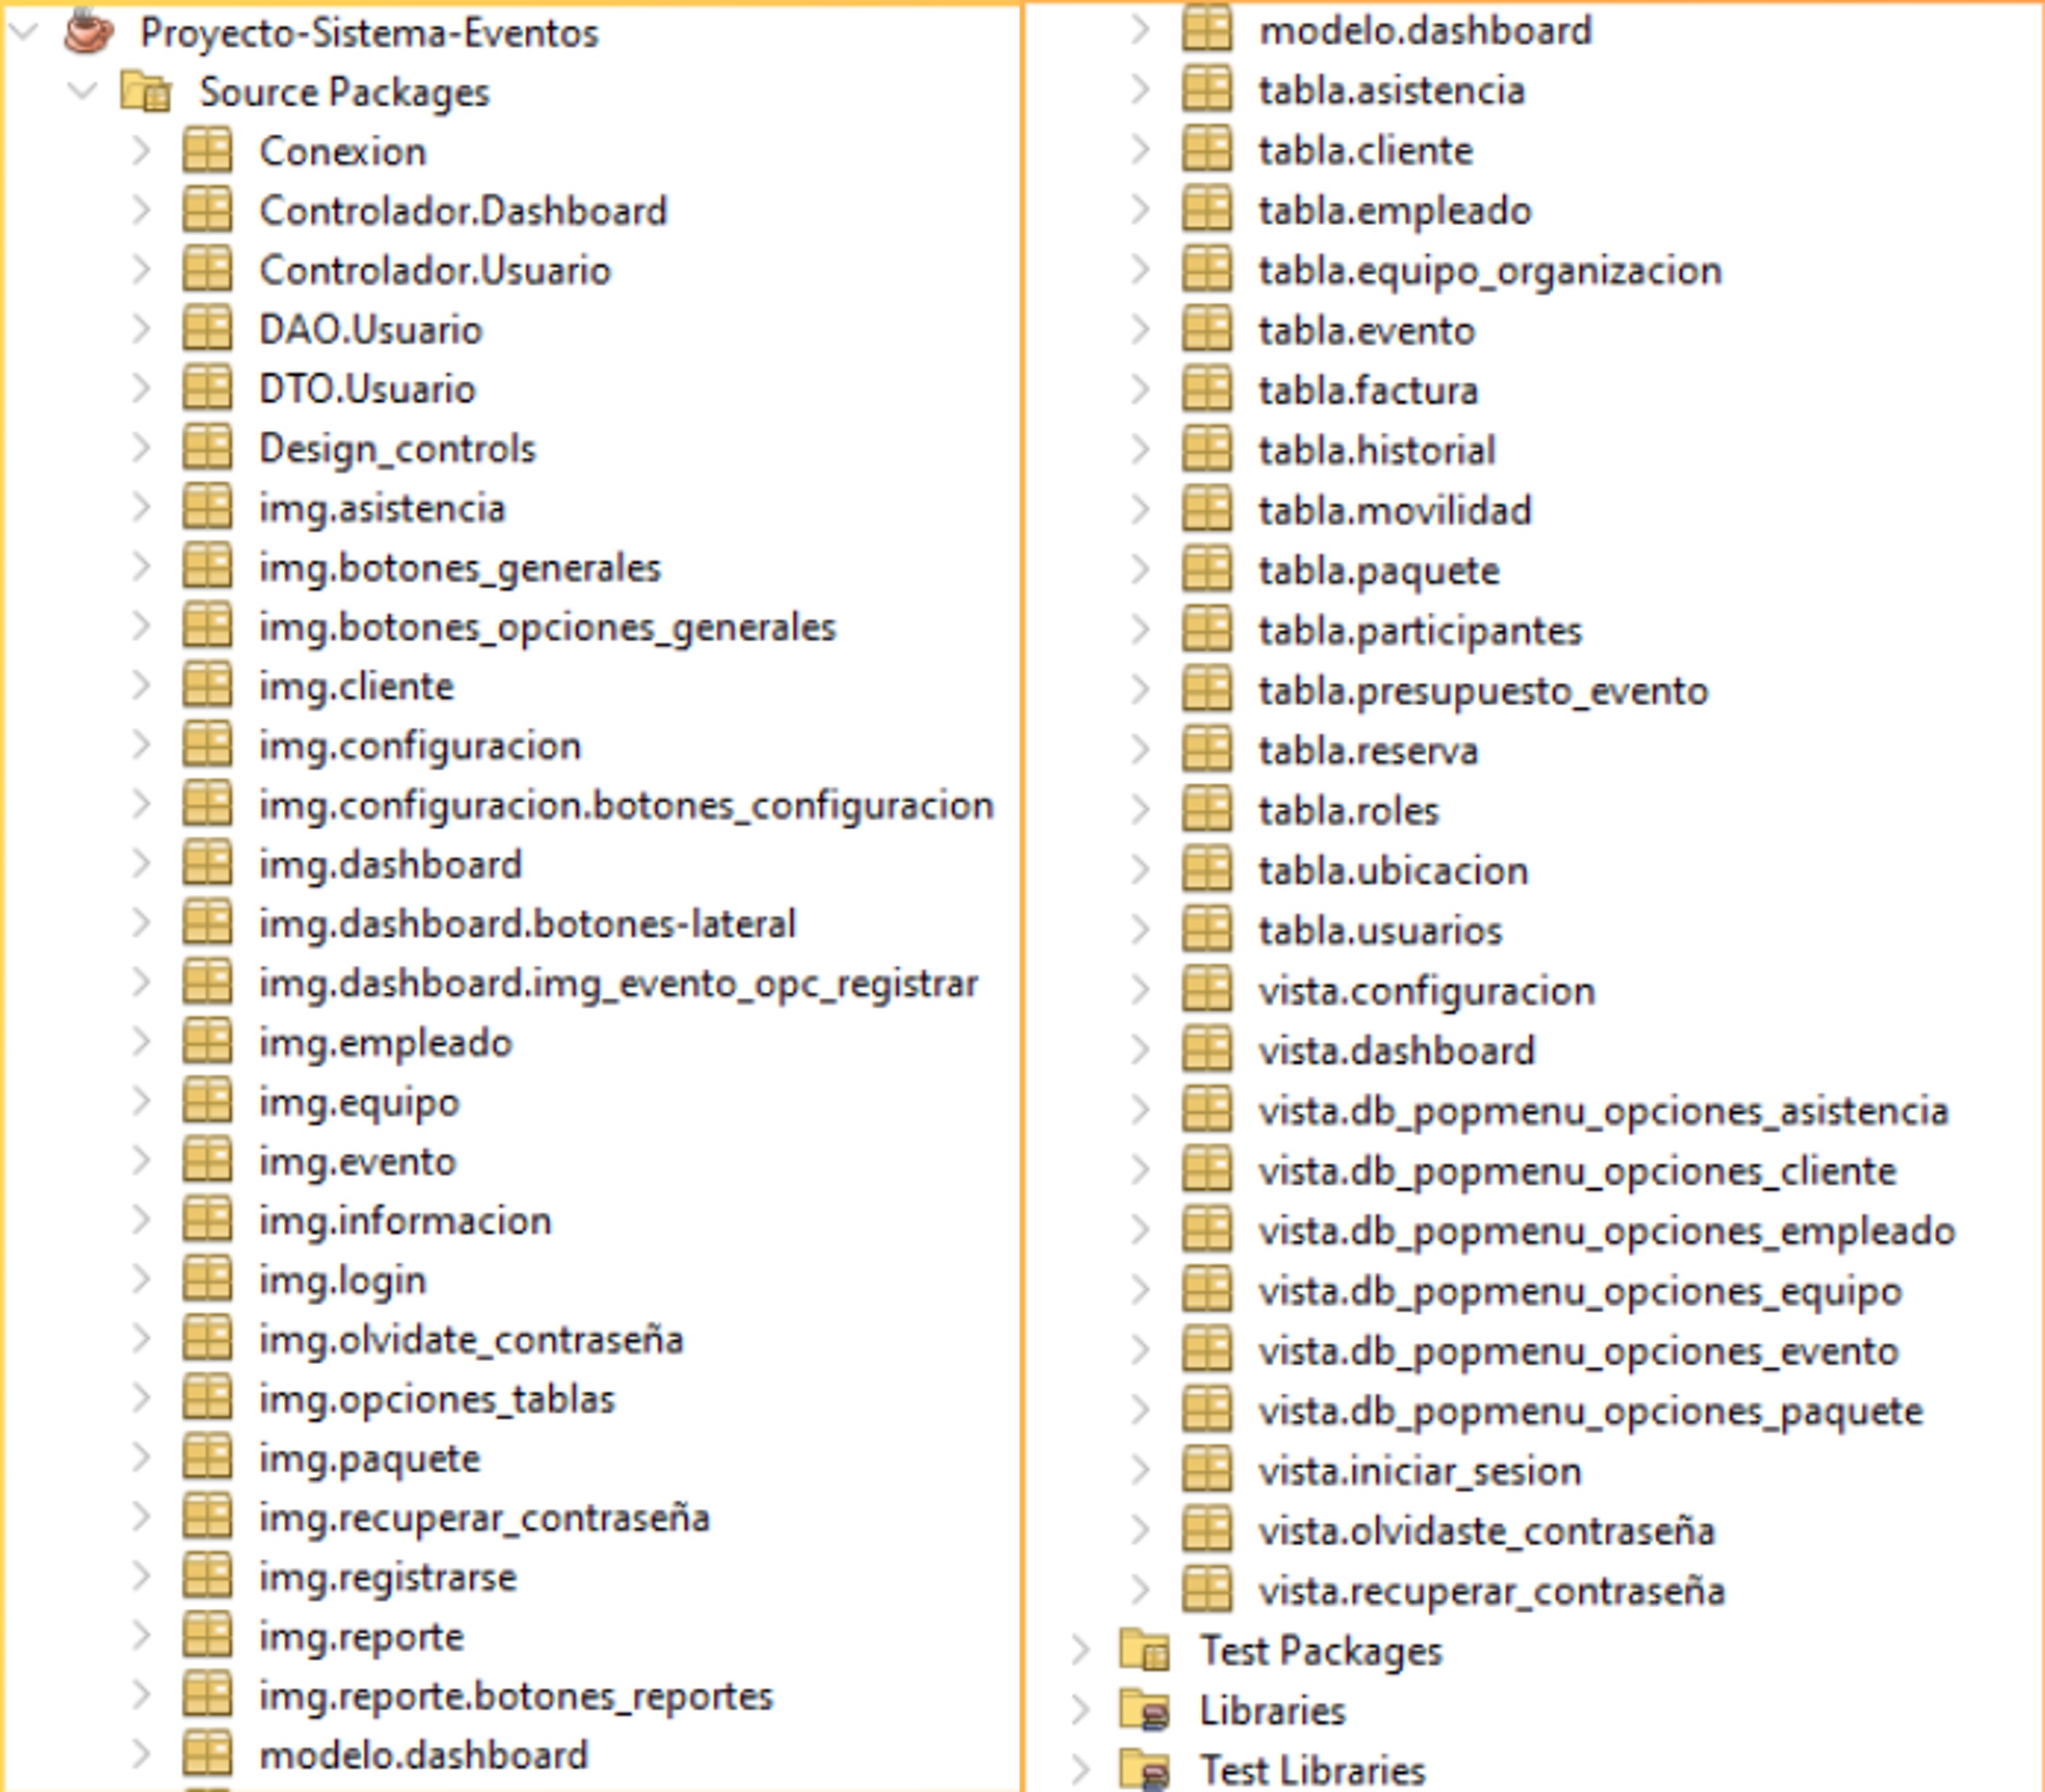 Proyecto-Sistema-Eventos
Source Packages
Conexion
Controlador.Dashboard
Controlador.Usuario
DAO.Usuario
DTO.Usuario
Design_controls
img.asistencia
img.botones_generales
img.botones_opciones_generales
img.cliente
img.configuracion
img.configuracion.botones_configuracion
img.dashboard
img.dashboard.botones-lateral
img.dashboard.img_evento_opc_registrar
img.empleado
img.equipo
img.evento
img.informacion
img.login
img.olvidate_contraseña
img.opciones_tablas
img.paquete
img.recuperar_contraseña
img.registrarse
img.reporte
img.reporte.botones_reportes
modelo.dashboard
modelo.dashboard
tabla.asistencia
tabla.cliente
tabla.empleado
tabla.equipo_organizacion
tabla.evento
tabla.factura
tabla.historial
tabla.movilidad
tabla.paquete
tabla.participantes
tabla.presupuesto_evento
tabla.reserva
tabla.roles
tabla.ubicacion
tabla.usuarios
vista.configuracion
vista.dashboard
vista.db_popmenu_opciones_asistencia
vista.db_popmenu_opciones_cliente
vista.db_popmenu_opciones_empleado
vista.db_popmenu_opciones_equipo
vista.db_popmenu_opciones_evento
vista.db_popmenu_opciones_paquete
vista.iniciar_sesion
vista.olvidaste_contraseña
vista.recuperar_contraseña
Test Packages
Libraries
Test Libraries